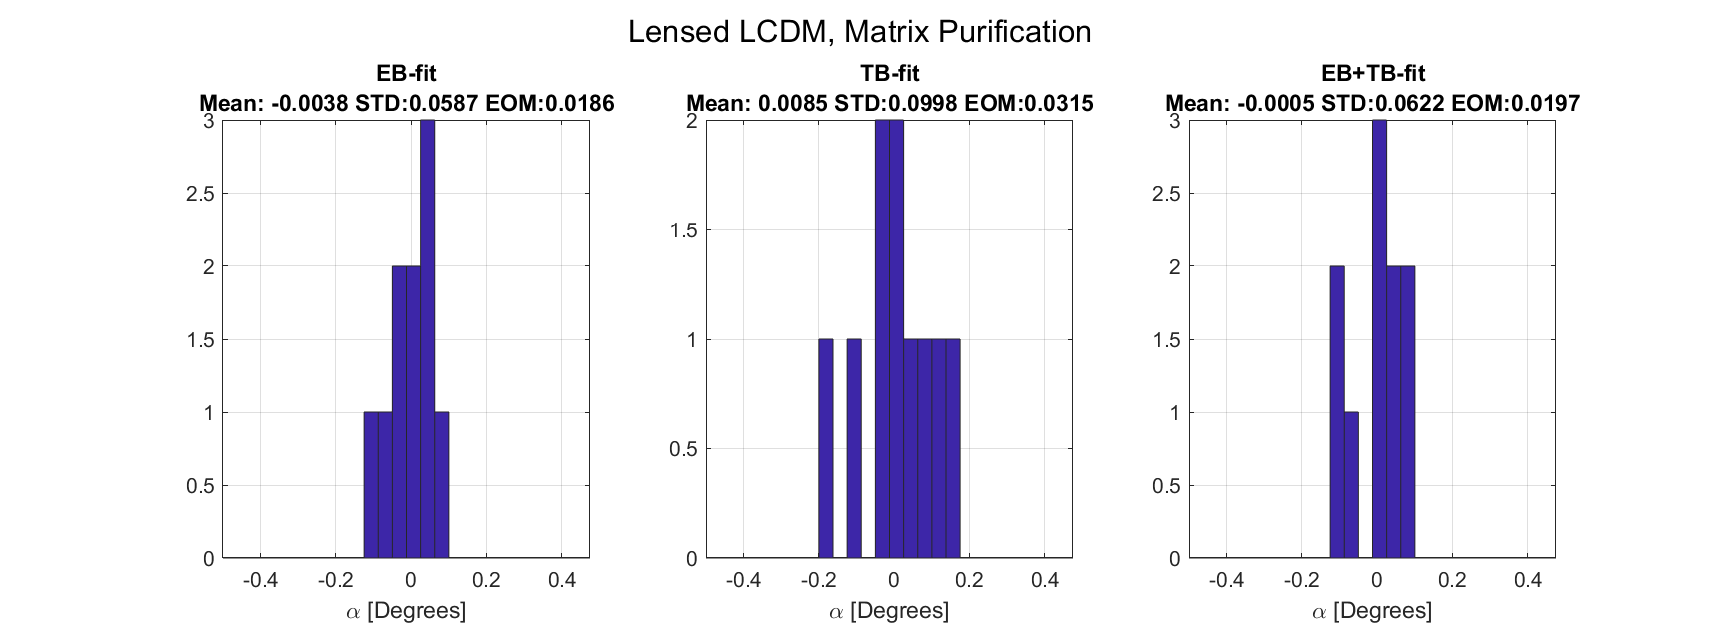 Lensed LCDM, Matrix Purification
EB-fit
Mean: -0.0038 STD:0.0587 EOM:0.0186
3
2.5
2
1.5
1
0.5
0
-0.4 -0.2 0 0.2 0.4
α [Degrees]
TB-fit
Mean: 0.0085 STD:0.0998 EOM:0.0315
2
1.5
1
0.5
0
-0.4 -0.2 0 0.2 0.4
α [Degrees]
EB+TB-fit
Mean: -0.0005 STD:0.0622 EOM:0.0197
3
2.5
2
1.5
1
0.5
0
-0.4 -0.2 0 0.2 0.4
α [Degrees]